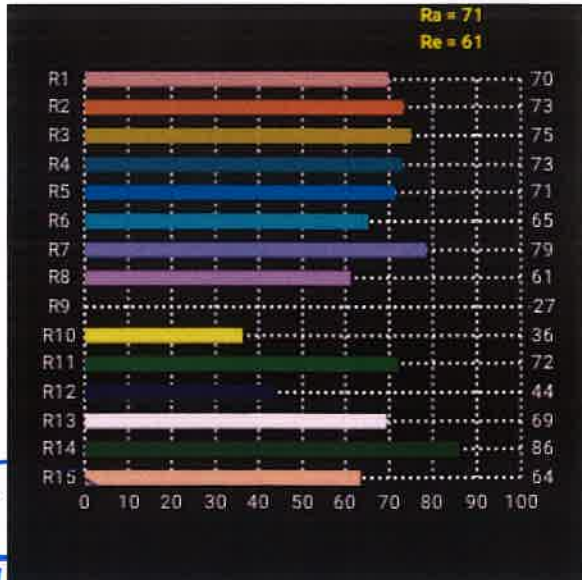 Ra = 71
Re = 61
R1 70
R2 73
R3 75
R4 73
R5 71
R6 65
R7 79
R8 61
R9 27
R10 36
R11 72
R12 44
R13 69
R14 86
R15 64
0 10 20 30 40 50 60 70 80 90 100